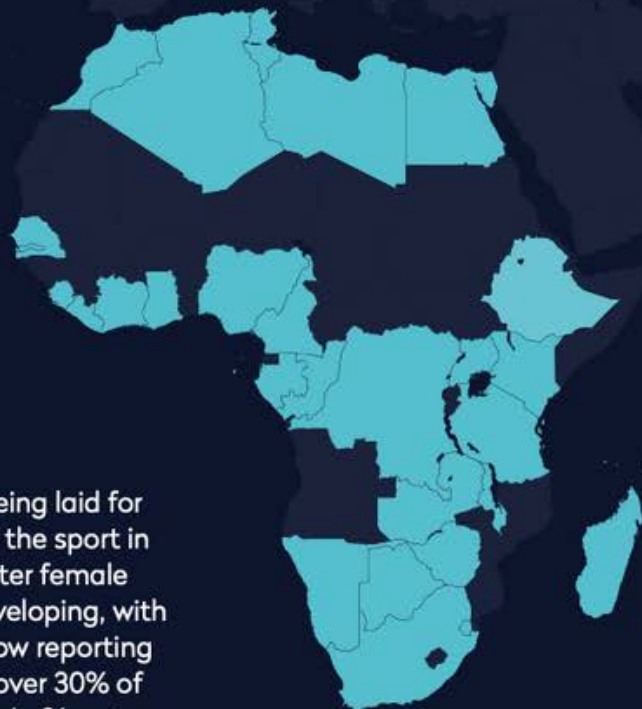 eing laid for
the sport in
ter female
veloping, with
ow reporting
over 30% of